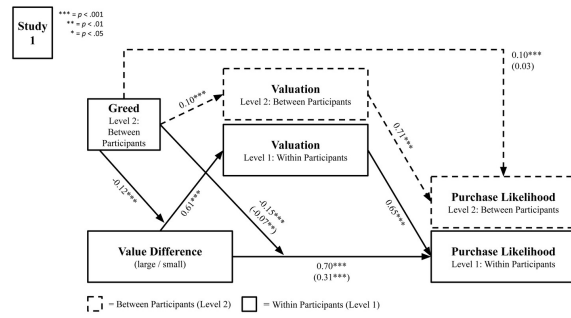 Study
1
*** = p < .001
** = p < .01
* = p < .05
0.10***
(0.03)
Valuation
Level 2: Between Participants
0.10***
Greed
Level 2:
Between
Participants
Valuation
Level 1: Within Participants
0.71***
-0.12***
0.61***
-0.15***
(-0.07**)
0.65***
Purchase Likelihood
Level 2: Between Participants
Value Difference
(large / small)
0.70***
(0.31***)
Purchase Likelihood
Level 1: Within Participants
= Between Participants (Level 2)
= Within Participants (Level 1)